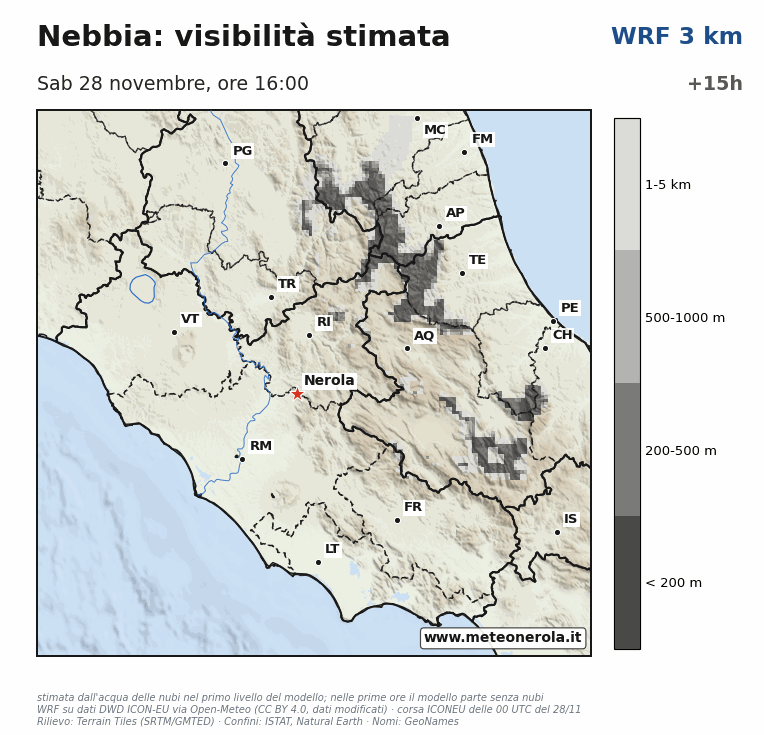 Nebbia: visibilità stimata
WRF 3 km
Sab 28 novembre, ore 16:00
+15h
MC
FM
PG
AP
TE
TR
PE
VT
RI
AQ
CH
Nerola
RM
FR
IS
LT
www.meteonerola.it
1-5 km
500-1000 m
200-500 m
< 200 m
stimata dall'acqua delle nubi nel primo livello del modello; nelle prime ore il modello parte senza nubi
WRF su dati DWD ICON-EU via Open-Meteo (CC BY 4.0, dati modificati) · corsa ICONEU delle 00 UTC del 28/11
Rilievo: Terrain Tiles (SRTM/GMTED) · Confini: ISTAT, Natural Earth · Nomi: GeoNames